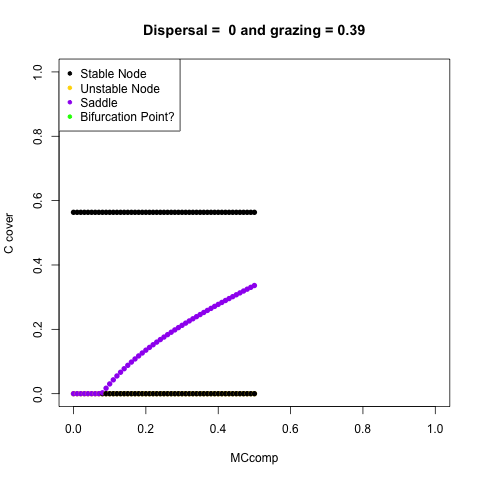 Dispersal =  0 and grazing = 0.39
Stable Node
Unstable Node
Saddle
Bifurcation Point?
1.0
0.8
0.6
0.4
0.2
0.0
C cover
0.0 0.2 0.4 0.6 0.8 1.0
MCcomp